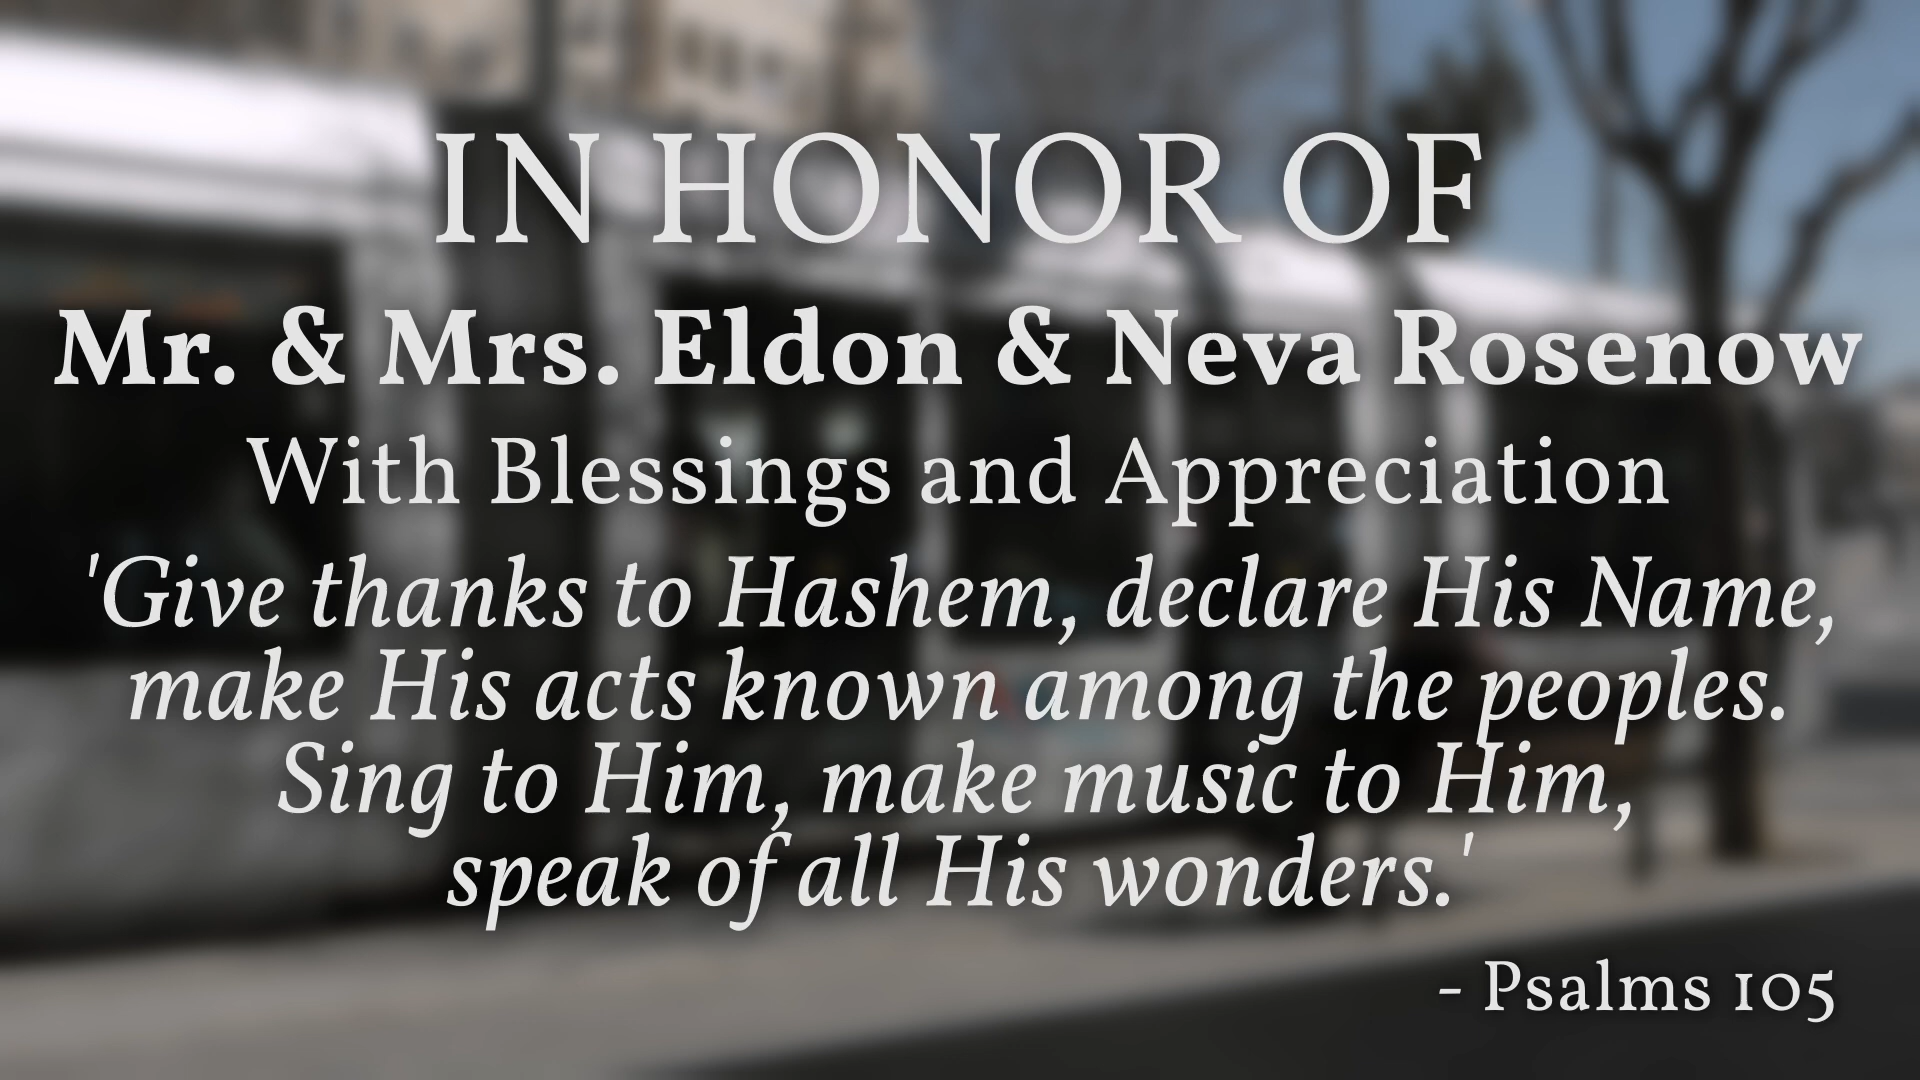 IN HONOR OF
Mr. & Mrs. Eldon & Neva Rosenow
With Blessings and Appreciation
'Give thanks to Hashem, declare His Name,
make His acts known among the peoples.
Sing to Him, make music to Him,
speak of all His wonders.'
- Psalms 105